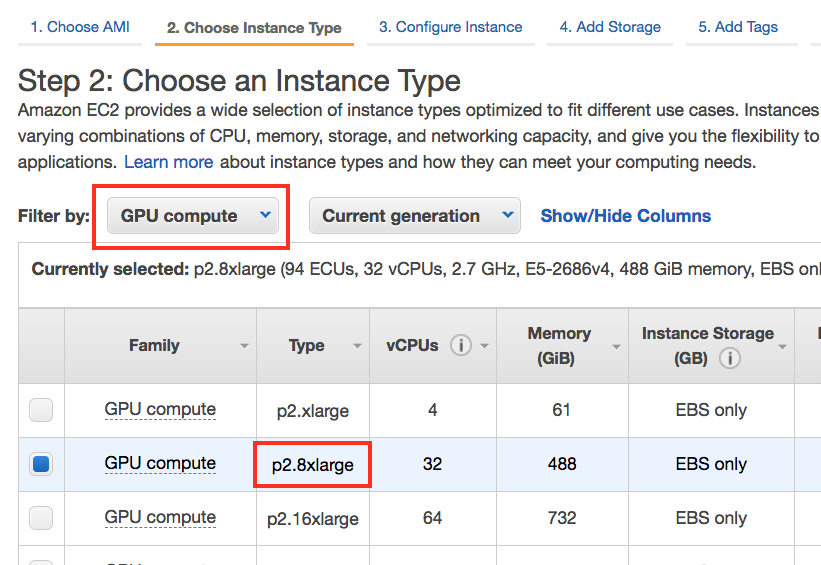 1. Choose AMI 2. Choose Instance Type 3. Configure Instance 4. Add Storage 5. Add Tags
Step 2: Choose an Instance Type
Amazon EC2 provides a wide selection of instance types optimized to fit different use cases. Instances
varying combinations of CPU, memory, storage, and networking capacity, and give you the flexibility to
applications. Learn more about instance types and how they can meet your computing needs.
Filter by: GPU compute Current generation Show/Hide Columns
Currently selected: p2.8xlarge (94 ECUs, 32 vCPUs, 2.7 GHz, E5-2686v4, 488 GiB memory, EBS
Family Type vCPUs Memory (GiB) Instance Storage (GB)
GPU compute p2.xlarge 4 61 EBS only
GPU compute p2.8xlarge 32 488 EBS only
GPU compute p2.16xlarge 64 732 EBS only